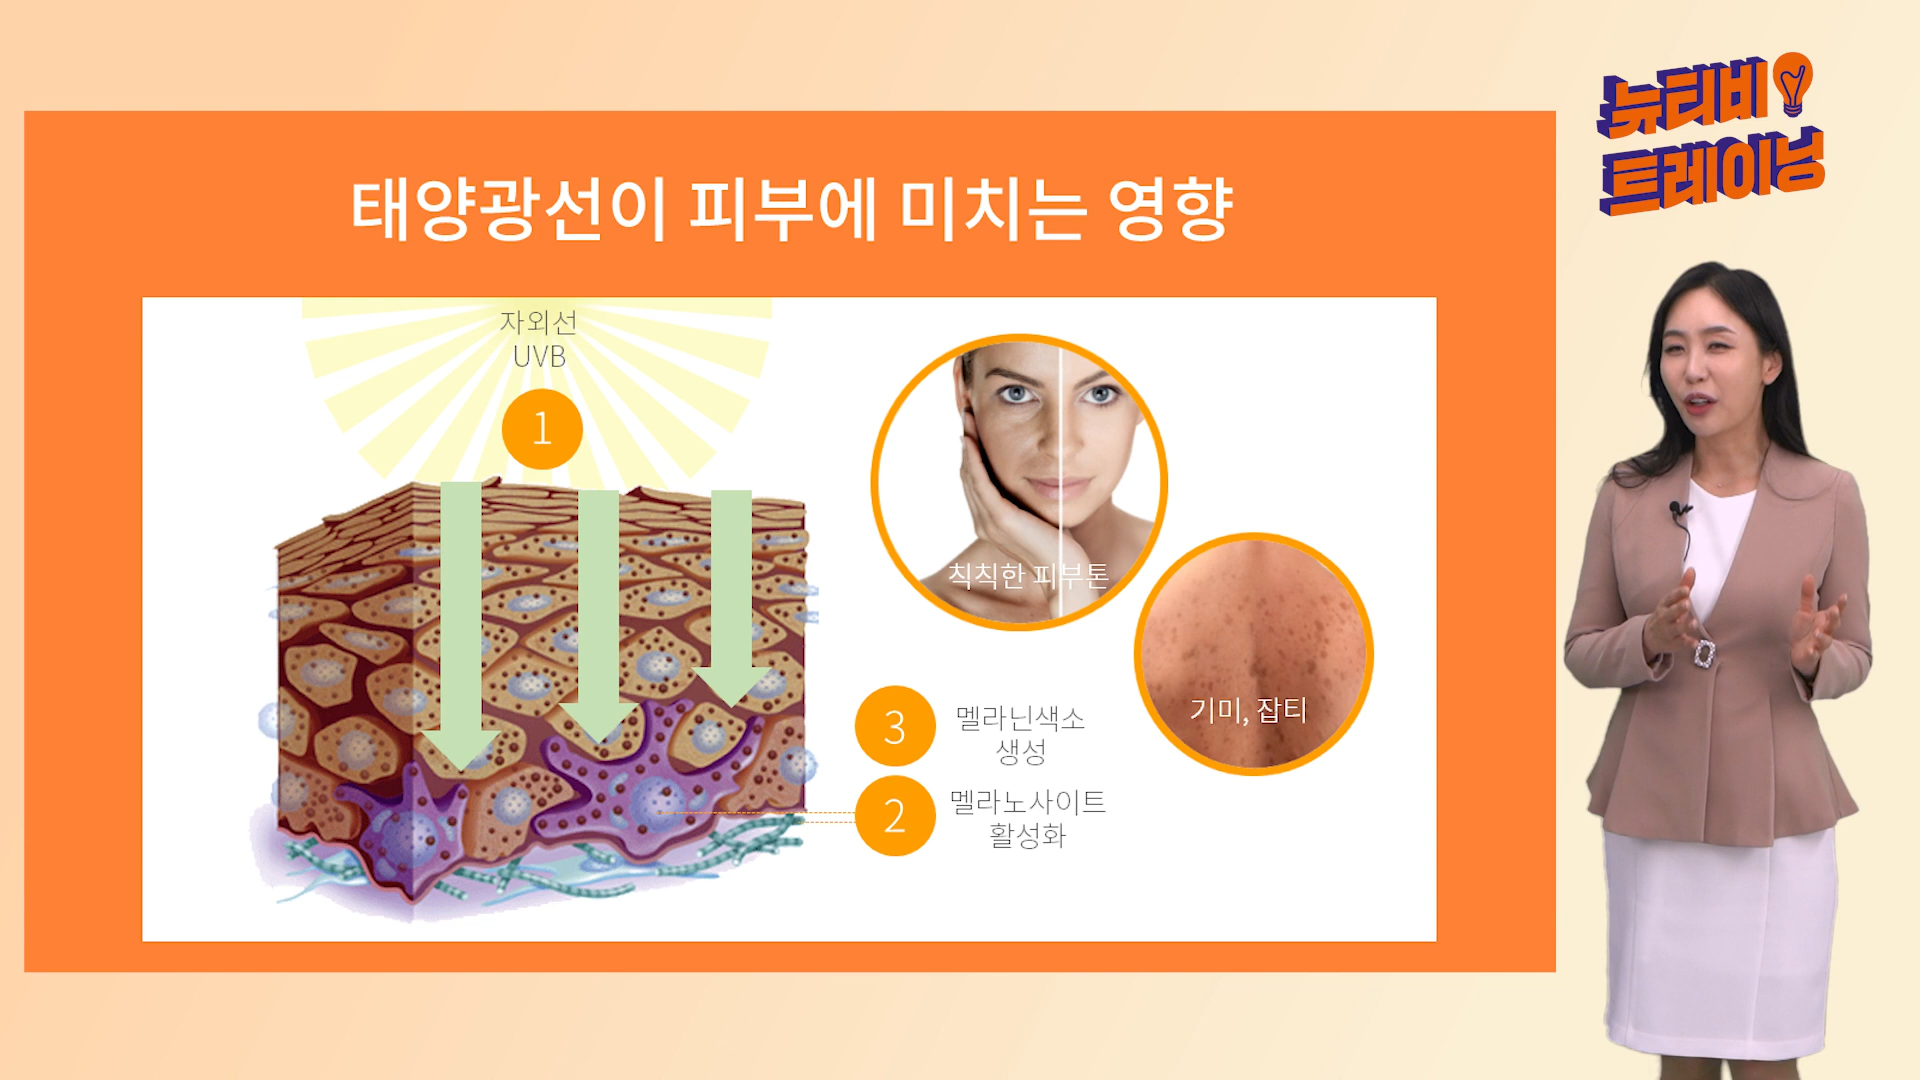 뉴티비
트레이닝
태양광선이 피부에 미치는 영향
자외선
UVB
1
칙칙한 피부톤
기미, 잡티
3
멜라닌색소
생성
2
멜라노사이트
활성화